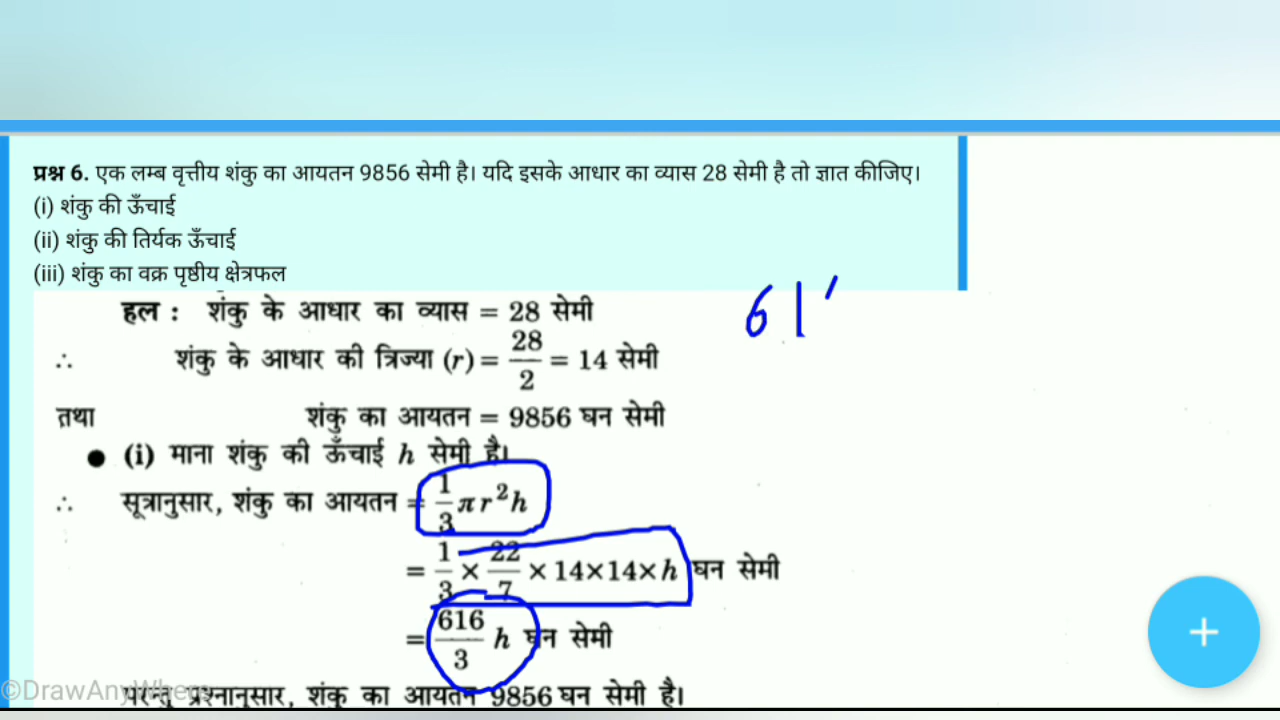 प्रश्न 6. एक लम्ब वृत्तीय शंकु का आयतन 9856 सेमी है। यदि इसके आधार का व्यास 28 सेमी है तो ज्ञात कीजिए।
(i) शंकु की ऊँचाई
(ii) शंकु की तिर्यक ऊँचाई
(iii) शंकु का वक्र पृष्ठीय क्षेत्रफल
हल : शंकु के आधार का व्यास = 28 सेमी
61'
∴ शंकु के आधार की त्रिज्या (r) = 28/2 = 14 सेमी
तथा शंकु का आयतन = 9856 घन सेमी
● (i) माना शंकु की ऊँचाई h सेमी है।
∴ सूत्रानुसार, शंकु का आयतन = 1/3 πr²h
= 1/3 × 22/7 × 14×14×h घन सेमी
= 616/3 h घन सेमी
परन्तु प्रश्नानुसार, शंकु का आयतन 9856 घन सेमी है।
©DrawAnyWhere
+